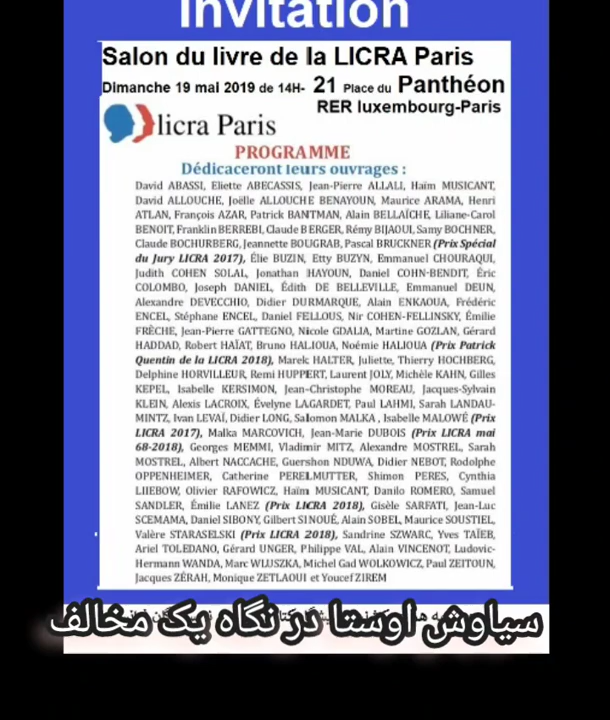 Invitation
Salon du livre de la LICRA Paris
Dimanche 19 mai 2019 de 14H- 21 Place du Panthéon
RER luxembourg-Paris
licra Paris
PROGRAMME
Dédicaceront leurs ouvrages :
David ABASSI, Eliette ABECASSIS, Jean-Pierre ALLALI, Haïm MUSICANT,
David ALLOUCHE, Joëlle ALLOUCHE BENAYOUN, Maurice ARAMA, Henri
ATLAN, François AZAR, Patrick BANTMAN, Alain BELLAÏCHE, Liliane-Carol
BENOIT, Franklin BERREBI, Claude BERGER, Rémy BIJAOUI, Samy BOCHNER,
Claude BOCHURBERG, Jeannette BOUGRAB, Pascal BRUCKNER (Prix Spécial
du Jury LICRA 2017), Élie BUZIN, Etty BUZYN, Emmanuel CHOURAQUI,
Judith COHEN SOLAL, Jonathan HAYOUN, Daniel COHN-BENDIT, Éric
COLOMBO, Joseph DANIEL, Édith DE BELLEVILLE, Emmanuel DEUN,
Alexandre DEVECCHIO, Didier DURMARQUE, Alain ENKAOUA, Frédéric
ENCEL, Stéphane ENCEL, Daniel FELLOUS, Nir COHEN-FELLINSKY, Émilie
FRÈCHE, Jean-Pierre GATTEGNO, Nicole GDALIA, Martine GOZLAN, Gérard
HADDAD, Robert HAÏAT, Bruno HALIOUA, Noémie HALIOUA (Prix Patrick
Quentin de la LICRA 2018), Marek HALTER, Juliette, Thierry HOCHBERG,
Delphine HORVILLEUR, Remi HUPPERT, Laurent JOLY, Michèle KAHN, Gilles
KEPEL, Isabelle KERSIMON, Jean-Christophe MOREAU, Jacques-Sylvain
KLEIN, Alexis LACROIX, Évelyne LAGARDET, Paul LAHMI, Sarah LANDAU-
MINTZ, Ivan LEVAÏ, Didier LONG, Salomon MALKA , Isabelle MALOWÉ (Prix
LICRA 2017), Malka MARCOVICH, Jean-Marie DUBOIS (Prix LICRA mai
68-2018), Georges MEMMI, Vladimir MITZ, Alexandre MOSTREL, Sarah
MOSTREL, Albert NACCACHE, Guershon NDUWA, Didier NEBOT, Rodolphe
OPPENHEIMER, Catherine PERELMUTTER, Shimon PERES, Cynthia
LIIEBOW, Olivier RAFOWICZ, Haïm MUSICANT, Danilo ROMERO, Samuel
SANDLER, Émilie LANEZ (Prix LICRA 2018), Gisèle SARFATI, Jean-Luc
SCEMAMA, Daniel SIBONY, Gilbert SINOUÉ, Alain SOBEL, Maurice SOUSTIEL,
Valère STARASELSKI (Prix LICRA 2018), Sandrine SZWARC, Yves TAÏEB,
Ariel TOLEDANO, Gérard UNGER, Philippe VAL, Alain VINCENOT, Ludovic-
Hermann WANDA, Marc WLUSZKA, Michel Gad WOLKOWICZ, Paul ZEITOUN,
Jacques ZÉRAH, Monique ZETLAOUI et Youcef ZIREM
سیاوش اوستا در نگاه یک مخالف